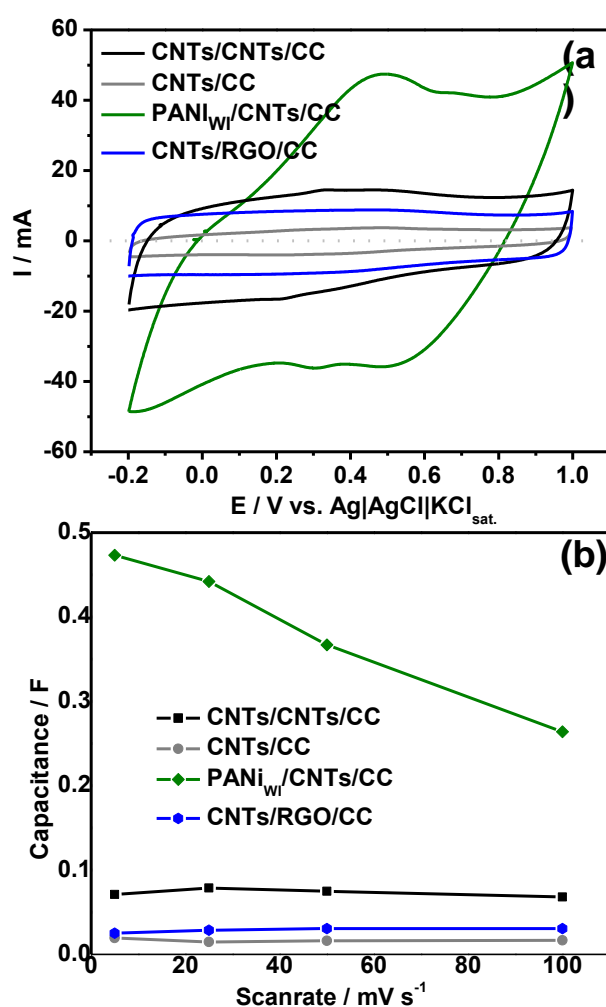 (a
)
CNTs/CNTs/CC
CNTs/CC
PANIWI/CNTs/CC
CNTs/RGO/CC
60
40
20
0
-20
-40
-60
I / mA
-0.2 0.0 0.2 0.4 0.6 0.8 1.0
E / V vs. Ag|AgCl|KClsat.
(b)
0.5
0.4
0.3
0.2
0.1
0.0
Capacitance / F
CNTs/CNTs/CC
CNTs/CC
PANiWI/CNTs/CC
CNTs/RGO/CC
0 20 40 60 80 100
Scanrate / mV s-1